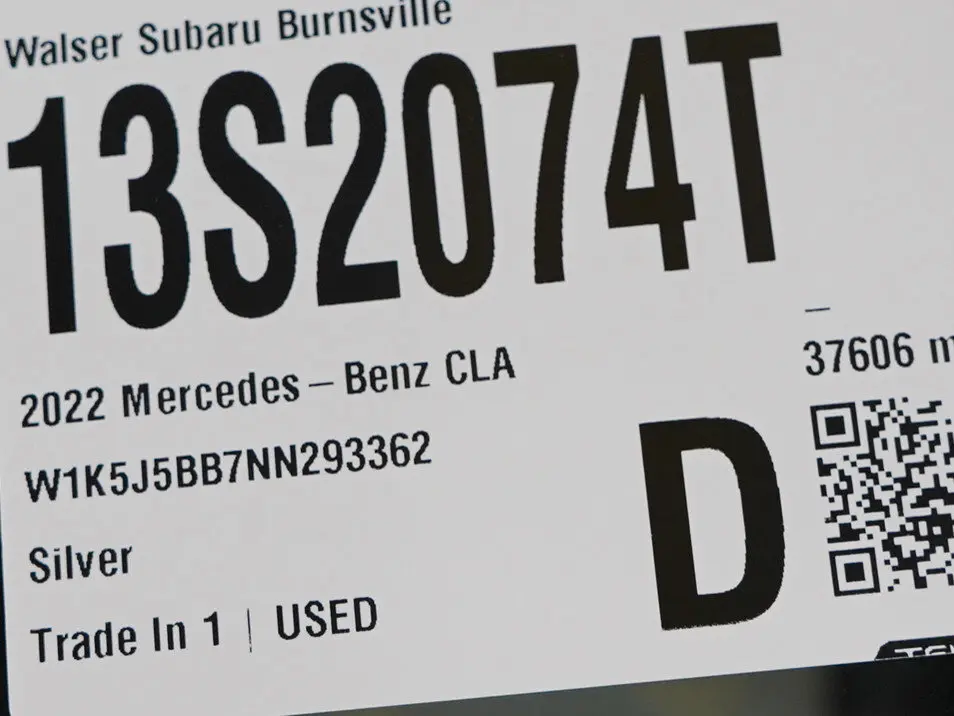 Walser Subaru Burnsville
13S2074T
2022 Mercedes – Benz CLA
37606
W1K5J5BB7NN293362
D
Silver
Trade In 1 | USED